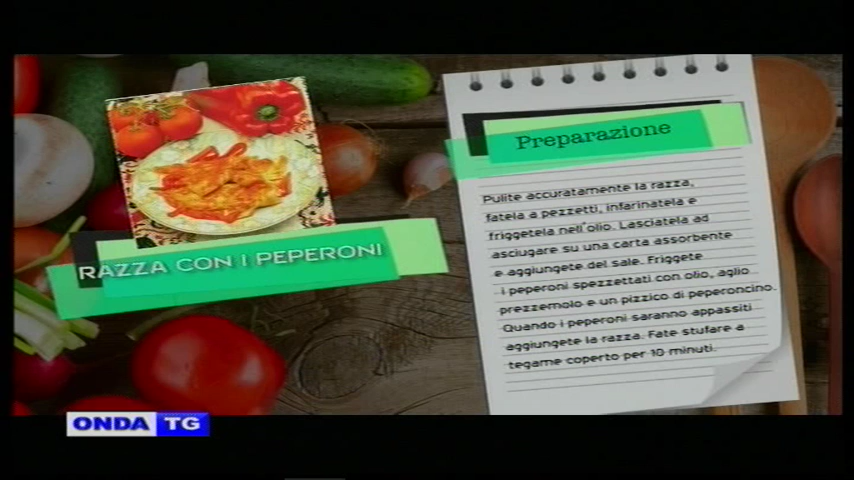 RAZZA CON I PEPERONI
Preparazione
Pulite accuratamente la razza,
fatela a pezzetti, infarinatela e
friggetela nell'olio. Lasciatela ad
asciugare su una carta assorbente
e aggiungete del sale. Friggete
i peperoni spezzettati con olio, aglio
prezzemolo e un pizzico di peperoncino.
Quando i peperoni saranno appassiti
aggiungete la razza. Fate stufare a
tegame coperto per 10 minuti.
ONDA TG